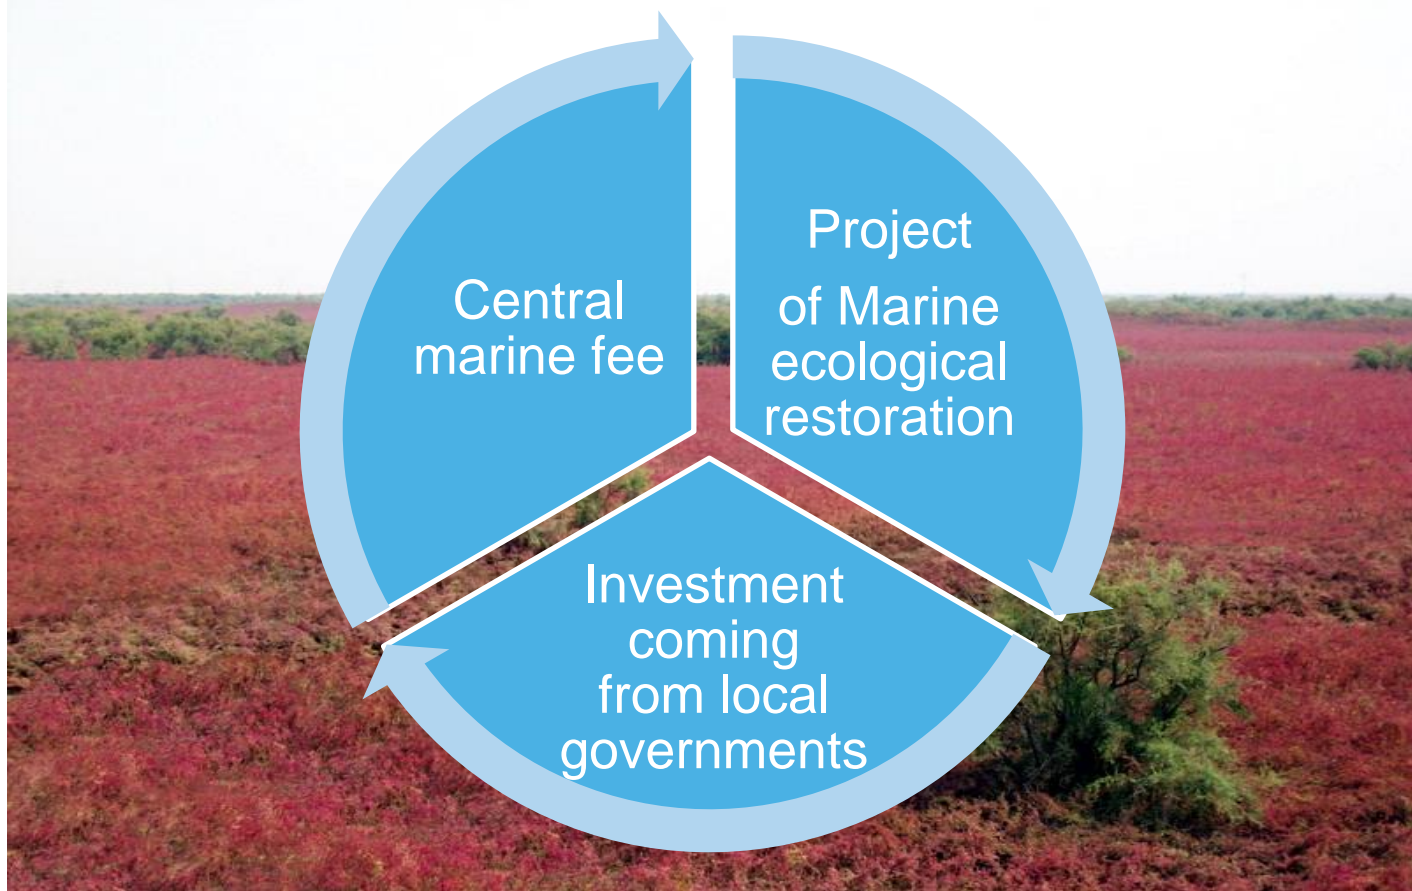 Central
marine fee
Project
of Marine
ecological
restoration
Investment
coming
from local
governments